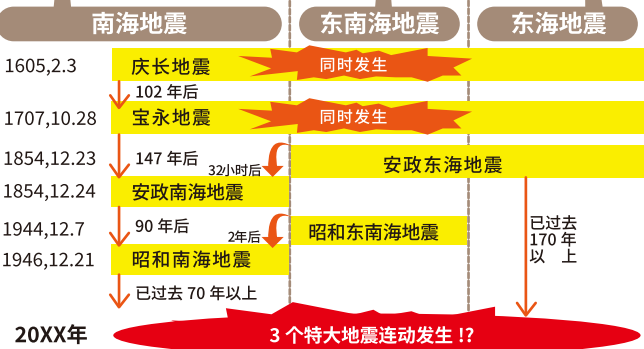 南海地震 东南海地震 东海地震
1605,2.3 庆长地震 同时发生
102 年后
1707,10.28 宝永地震 同时发生
1854,12.23 147 年后 安政东海地震
32小时后
1854,12.24 安政南海地震
1944,12.7 90 年后 昭和东南海地震
2年后
已过去
170 年
以 上
1946,12.21 昭和南海地震
已过去 70 年以上
20XX年 3 个特大地震连动发生 !?